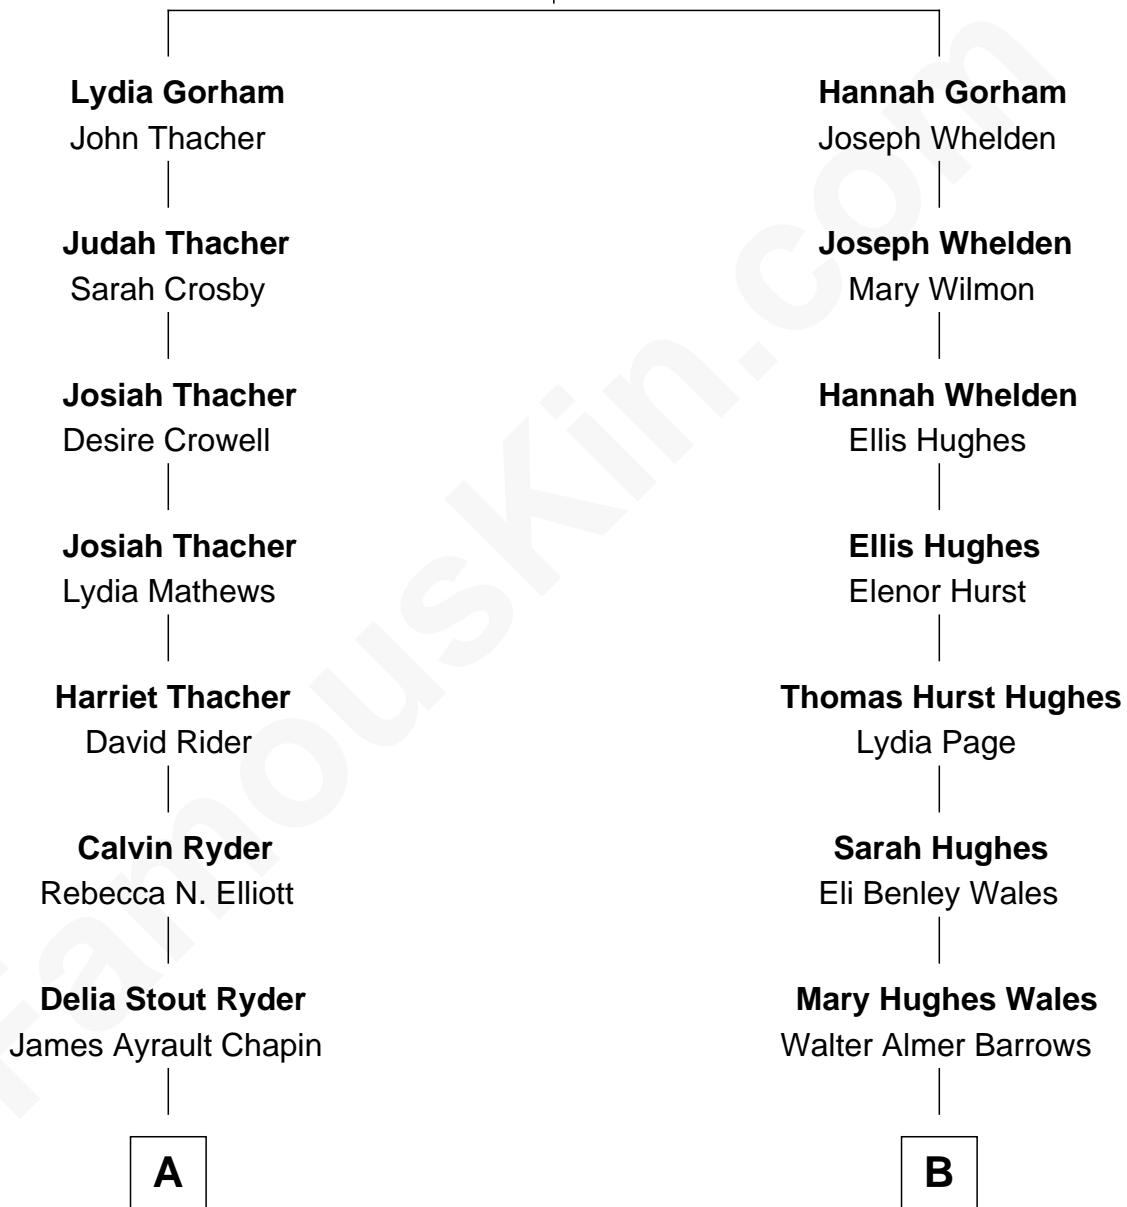 Lydia Gorham
John Thacher
Judah Thacher
Sarah Crosby
Josiah Thacher
Desire Crowell
Josiah Thacher
Lydia Mathews
Harriet Thacher
David Rider
Calvin Ryder
Rebecca N. Elliott
Delia Stout Ryder
James Ayrault Chapin
A
Hannah Gorham
Joseph Whelden
Joseph Whelden
Mary Wilmon
Hannah Whelden
Ellis Hughes
Ellis Hughes
Elenor Hurst
Thomas Hurst Hughes
Lydia Page
Sarah Hughes
Eli Benley Wales
Mary Hughes Wales
Walter Almer Barrows
B
FamousKin.com